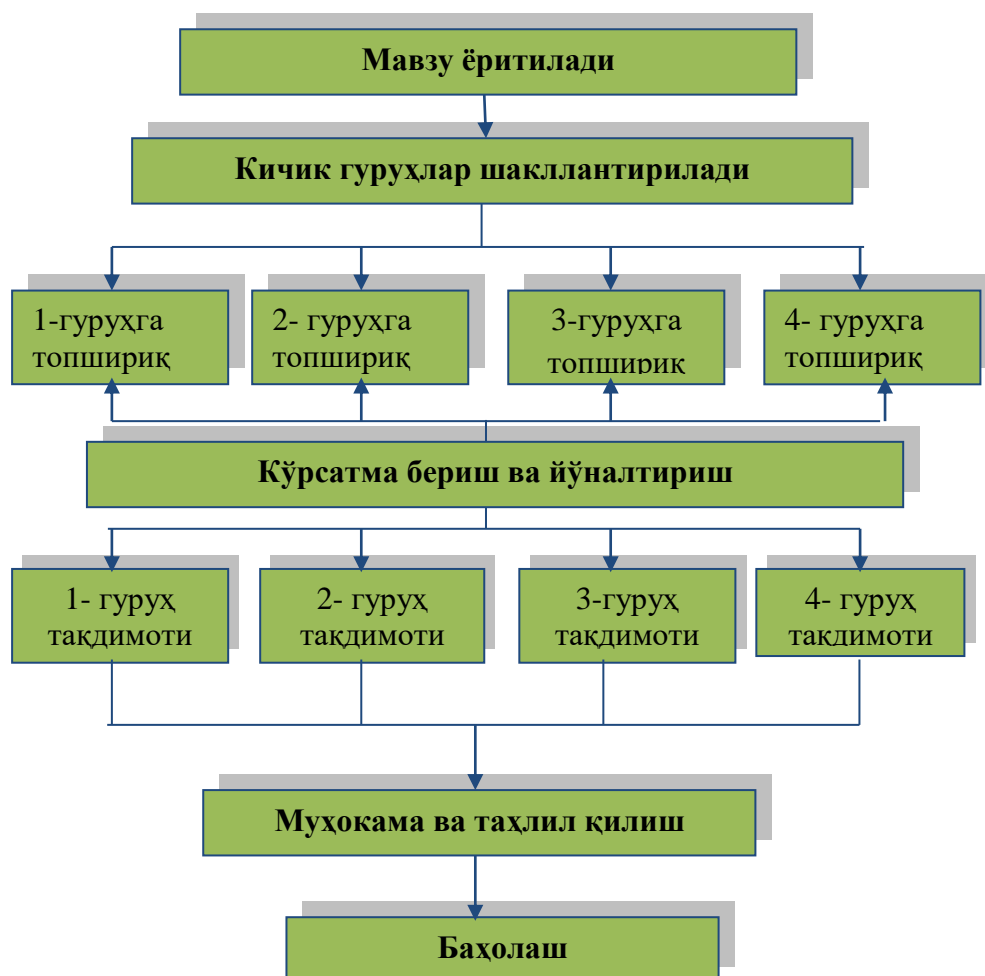 Мавзу ёритилади
Кичик гуруҳлар шакллантирилади
1-гуруҳга
топшириқ
2- гуруҳга
топшириқ
3-гуруҳга
топшириқ
4- гуруҳга
топшириқ
Кўрсатма бериш ва йўналтириш
1- гуруҳ
тақдимоти
2- гуруҳ
тақдимоти
3-гуруҳ
тақдимоти
4- гуруҳ
тақдимоти
Муҳокама ва таҳлил қилиш
Баҳолаш